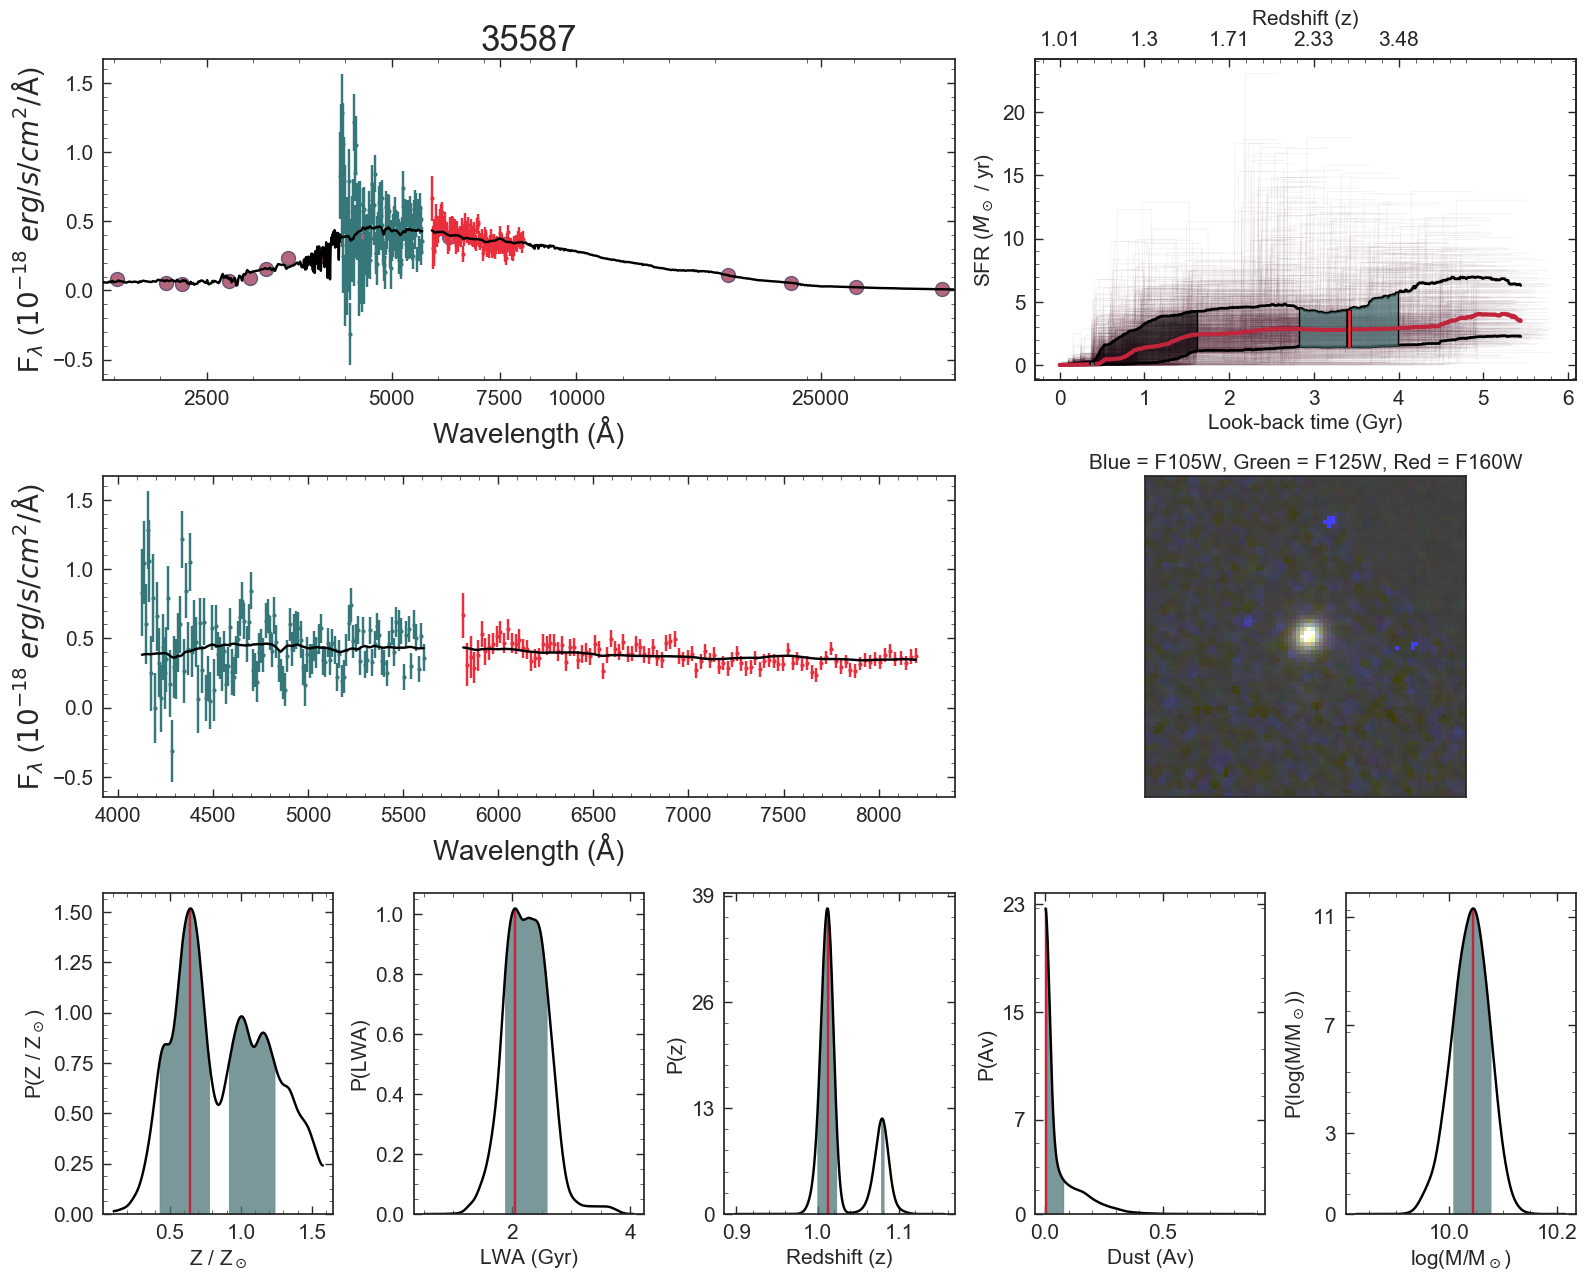 35587
1.5
1.0
0.5
0.0
−0.5
F_λ (10^{−18} erg/s/cm^2/Å)
2500 5000 7500 10000 25000
Wavelength (Å)
Redshift (z)
1.01 1.3 1.71 2.33 3.48
20
15
10
5
0
SFR (M_⊙ / yr)
0 1 2 3 4 5 6
Look-back time (Gyr)
1.5
1.0
0.5
0.0
−0.5
F_λ (10^{−18} erg/s/cm^2/Å)
4000 4500 5000 5500 6000 6500 7000 7500 8000
Wavelength (Å)
Blue = F105W, Green = F125W, Red = F160W
1.50
1.25
1.00
0.75
0.50
0.25
0.00
P(Z / Z_⊙)
0.5 1.0 1.5
Z / Z_⊙
1.0
0.8
0.6
0.4
0.2
0.0
P(LWA)
2 4
LWA (Gyr)
39
26
13
0
P(z)
0.9 1.0 1.1
Redshift (z)
23
15
7
0
P(Av)
0.0 0.5
Dust (Av)
11
7
3
0
P(log(M/M_⊙))
10.0 10.2
log(M/M_⊙)